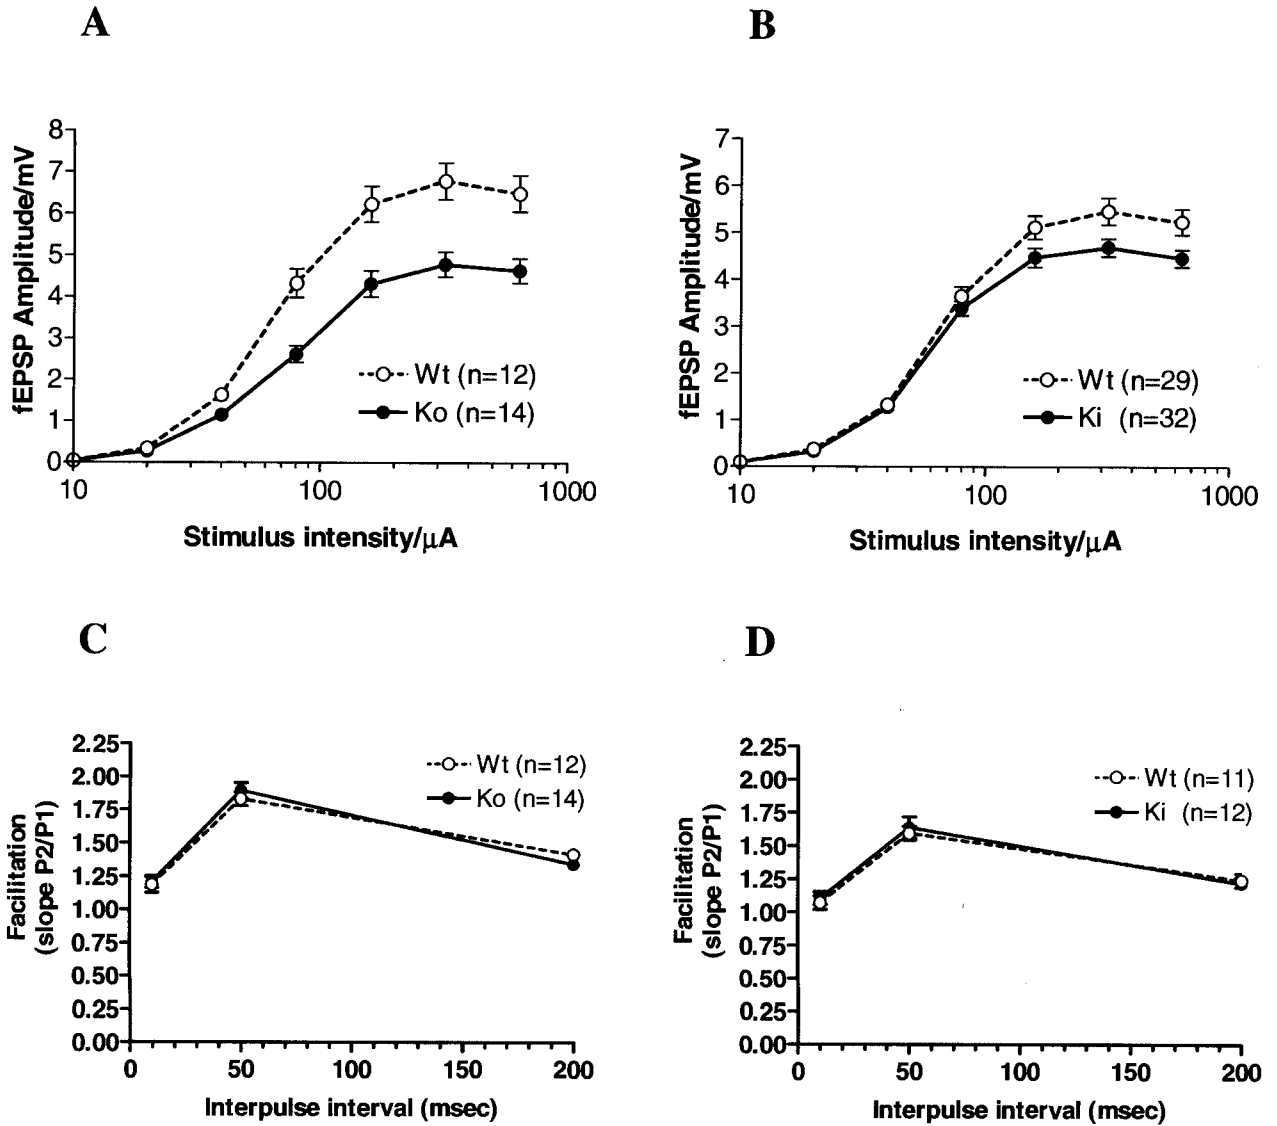 A
fEPSP Amplitude/mV
8
7
6
5
4
3
2
1
0
Wt (n=12)
Ko (n=14)
10
100
1000
Stimulus intensity/μA
B
fEPSP Amplitude/mV
7
6
5
4
3
2
1
0
Wt (n=29)
Ki (n=32)
10
100
1000
Stimulus intensity/μA
C
Facilitation
(slope P2/P1)
2.25
2.00
1.75
1.50
1.25
1.00
0.75
0.50
0.25
0.00
Wt (n=12)
Ko (n=14)
0
50
100
150
200
Interpulse interval (msec)
D
Facilitation
(slope P2/P1)
2.25
2.00
1.75
1.50
1.25
1.00
0.75
0.50
0.25
0.00
Wt (n=11)
Ki (n=12)
0
50
100
150
200
Interpulse interval (msec)